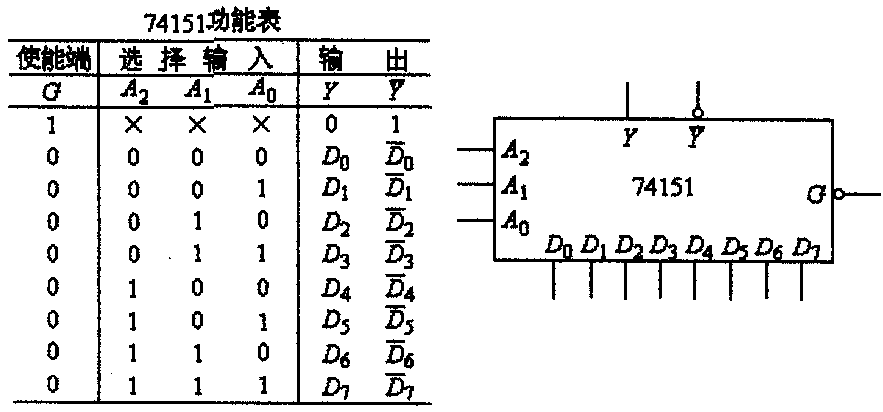 74151功能表
使能端 选 择 输 入 输 出
G A₂ A₁ A₀ Y Y̅
1 × × × 0 1
0 0 0 0 D₀ D̅₀
0 0 0 1 D₁ D̅₁
0 0 1 0 D₂ D̅₂
0 0 1 1 D₃ D̅₃
0 1 0 0 D₄ D̅₄
0 1 0 1 D₅ D̅₅
0 1 1 0 D₆ D̅₆
0 1 1 1 D₇ D̅₇
Y Y̅
A₂
A₁ 74151 G
A₀
D₀ D₁ D₂ D₃ D₄ D₅ D₆ D₇